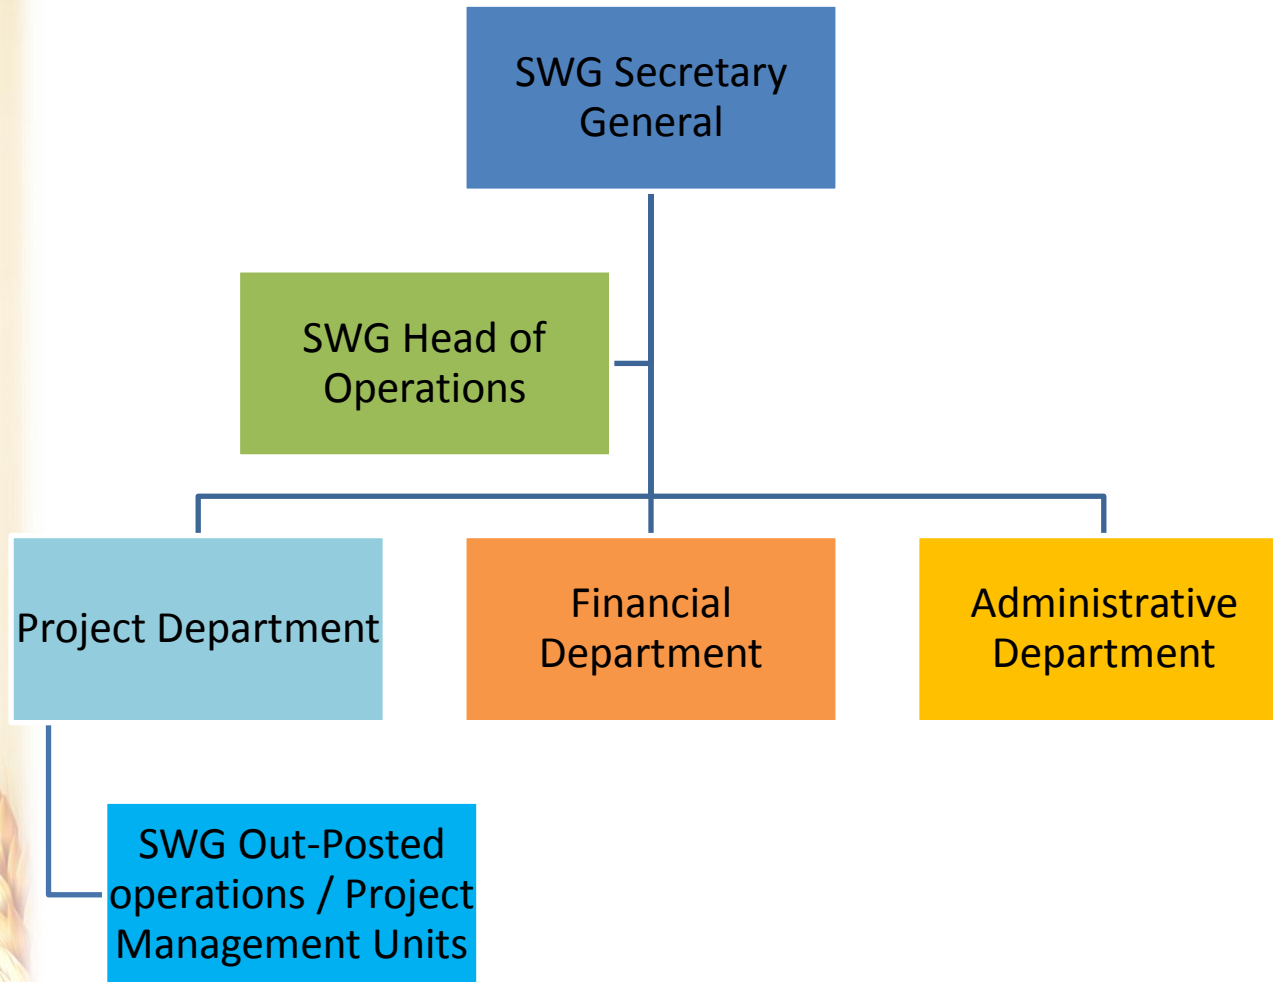 SWG Secretary
General
SWG Head of
Operations
Project Department
Financial
Department
Administrative
Department
SWG Out-Posted
operations / Project
Management Units